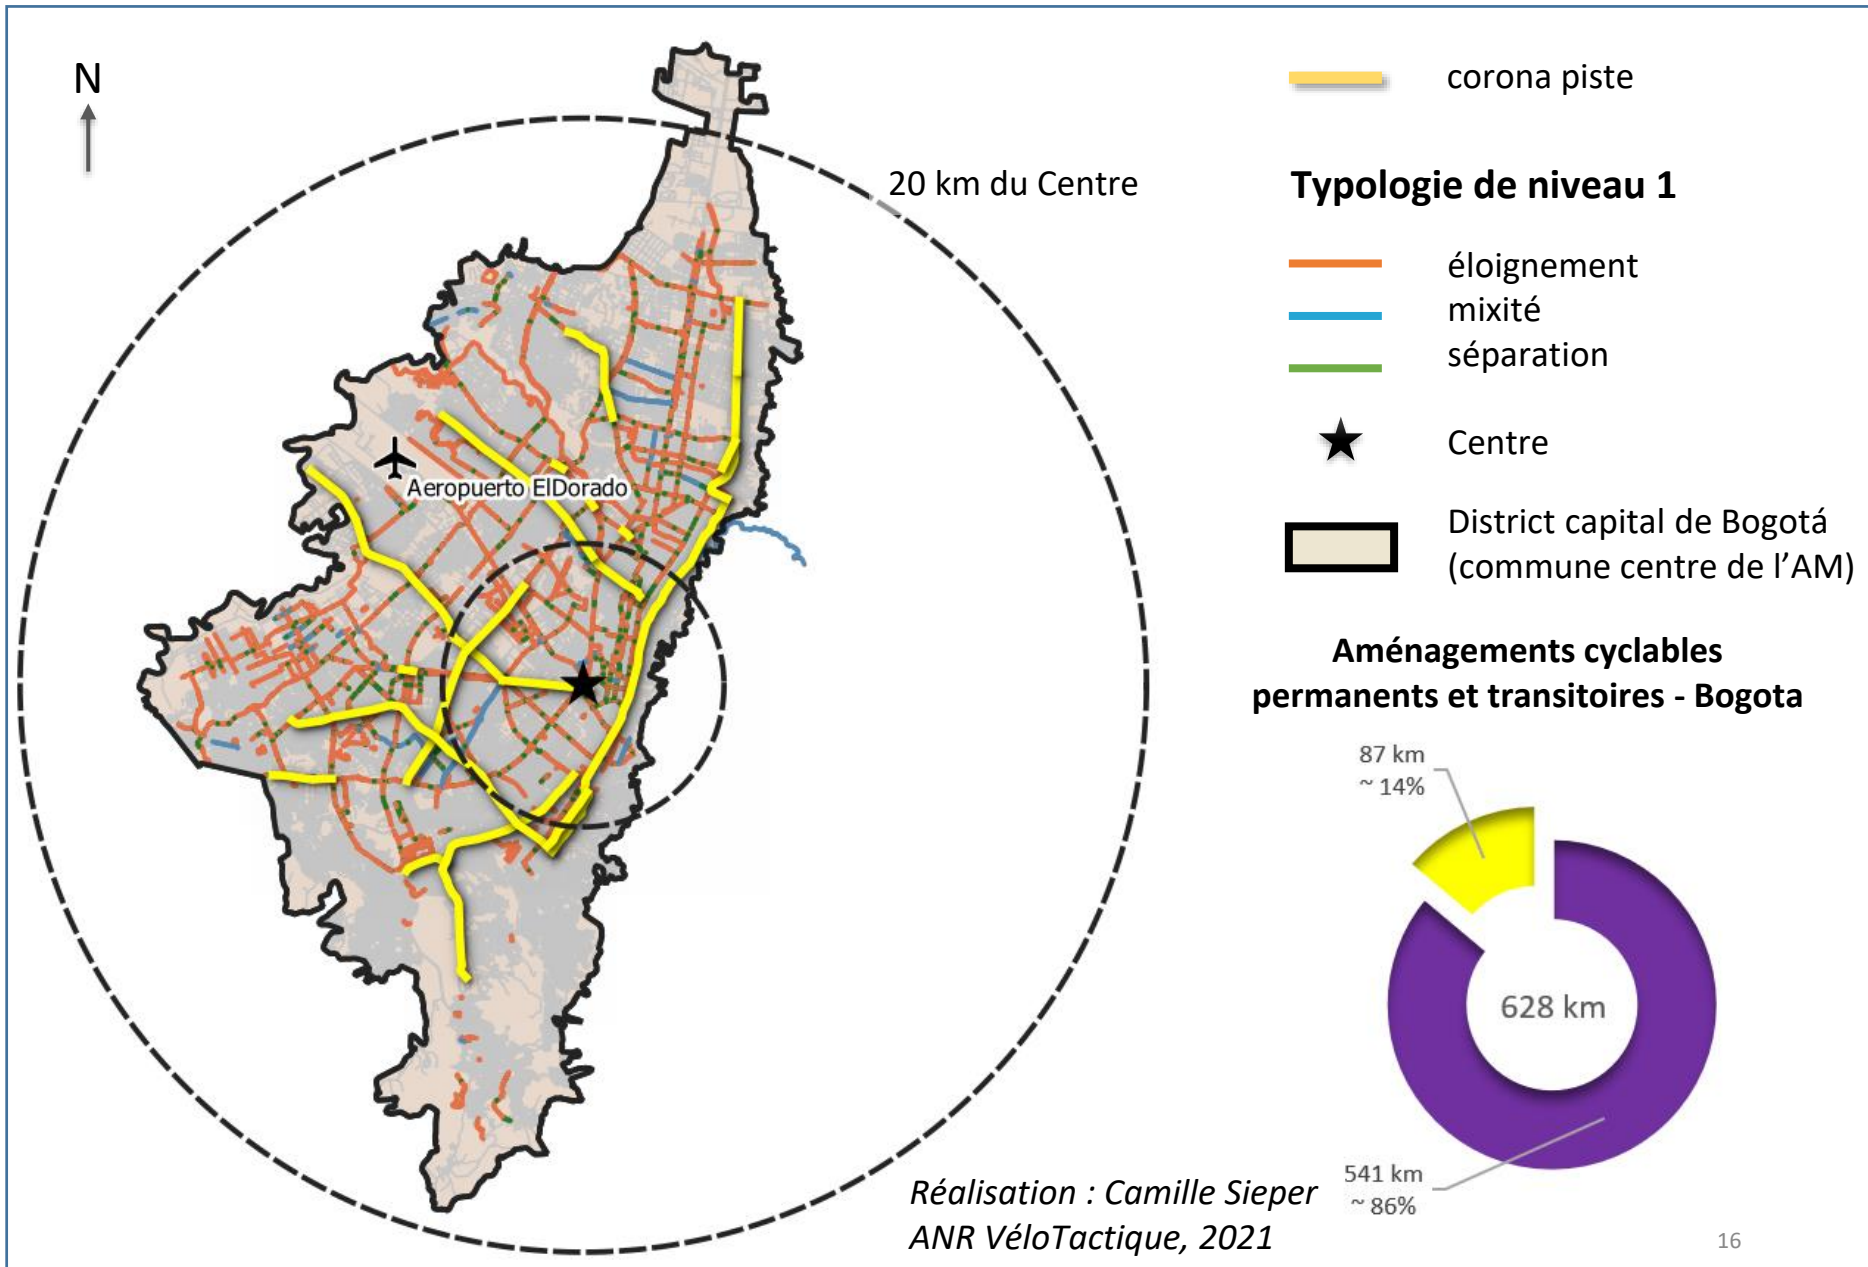 N
20 km du Centre
Aeropuerto ElDorado
corona piste
Typologie de niveau 1
éloignement
mixité
séparation
Centre
District capital de Bogotá
(commune centre de l'AM)
Aménagements cyclables
permanents et transitoires - Bogota
87 km
~ 14%
628 km
541 km
~ 86%
Réalisation : Camille Sieper
ANR VéloTactique, 2021
16